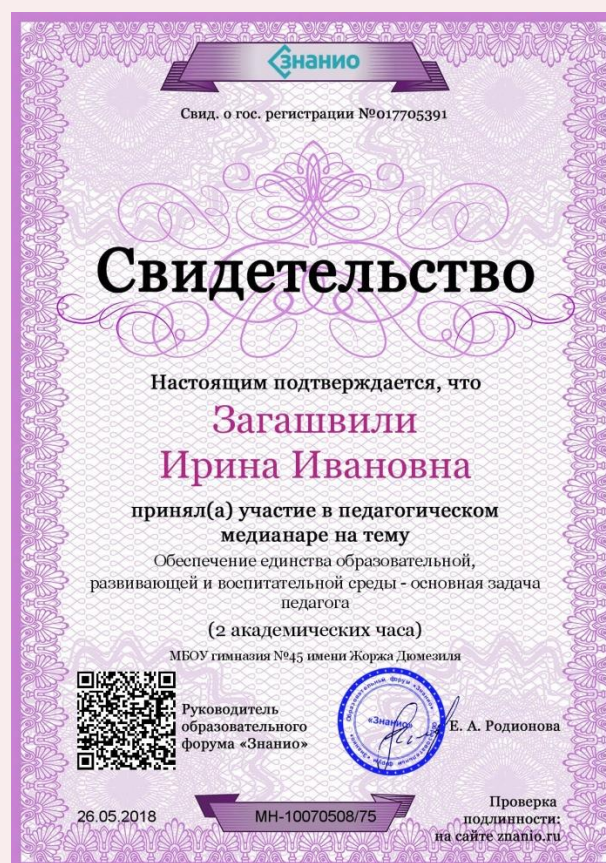 Знанио
Свид. о гос. регистрации №017705391
Свидетельство
Настоящим подтверждается, что
Загашвили
Ирина Ивановна
принял(а) участие в педагогическом
медианаре на тему
Обеспечение единства образовательной,
развивающей и воспитательной среды - основная задача
педагога
(2 академических часа)
МБОУ гимназия №45 имени Жоржа Дюмезиля
Руководитель
образовательного
форума «Знанио»
«Знанио»
Е. А. Родионова
26.05.2018
МН-10070508/75
Проверка
подлинности:
на сайте znanio.ru